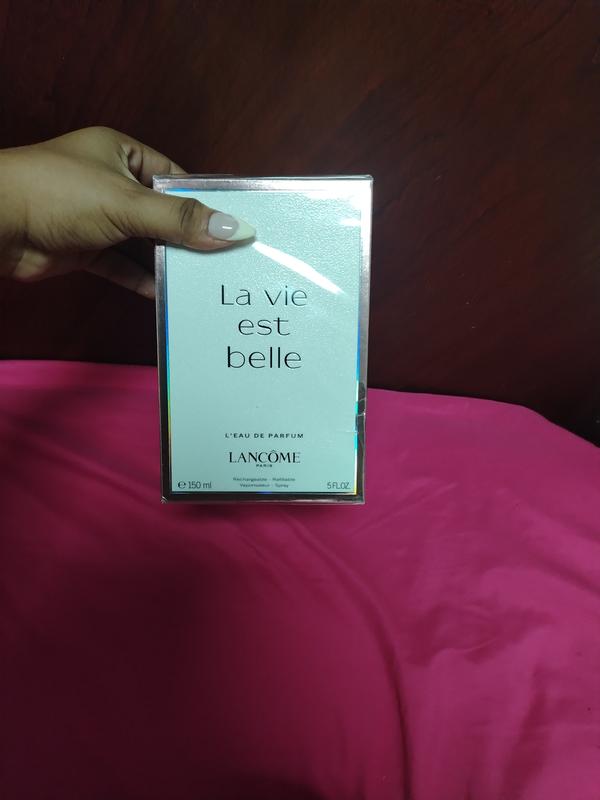 La vie
est
belle
L'EAU DE PARFUM
LANCÔME
PARIS
Rechargeable - Refillable
Vaporisateur - Spray
℮ 150 ml 5 FL.OZ.